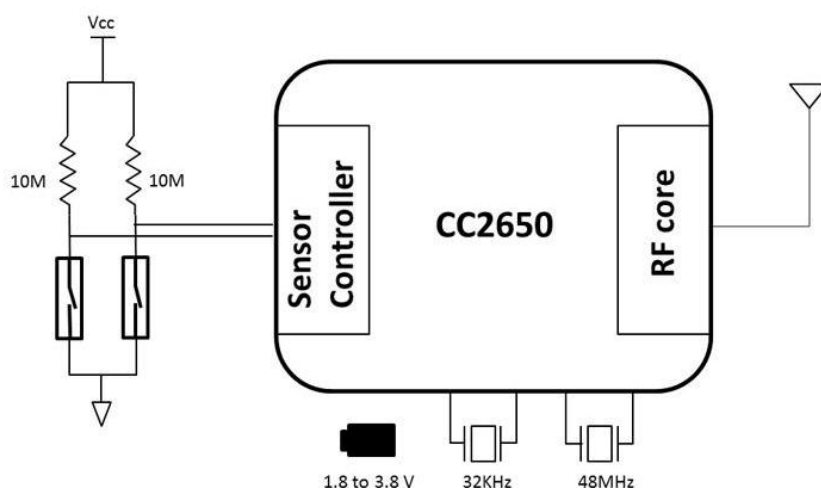 Vcc
10M
10M
Sensor
Controller
CC2650
RF core
1.8 to 3.8 V
32KHz
48MHz